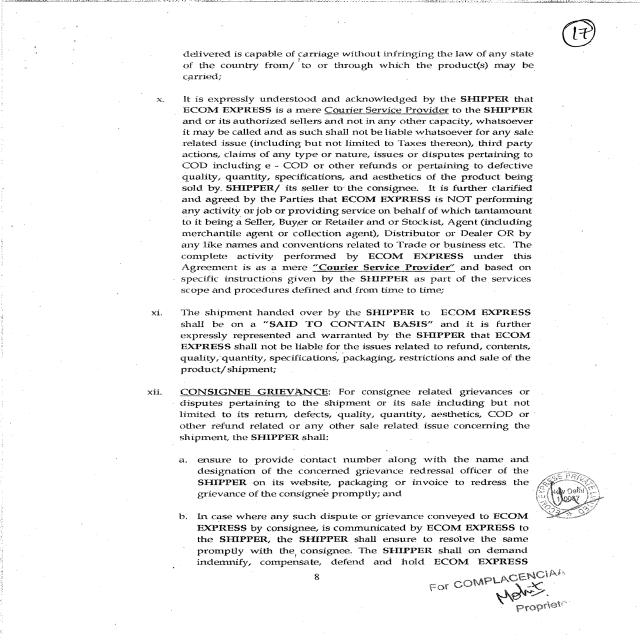 17
delivered is capable of carriage without infringing the law of any state
of the country from/ to or through which the product(s) may be
carried;
x. It is expressly understood and acknowledged by the SHIPPER that
ECOM EXPRESS is a mere Courier Service Provider to the SHIPPER
and or its authorized sellers and not in any other capacity, whatsoever
it may be called and as such shall not be liable whatsoever for any sale
related issue (including but not limited to Taxes thereon), third party
actions, claims of any type or nature, issues or disputes pertaining to
COD including e - COD or other refunds or pertaining to defective
quality, quantity, specifications, and aesthetics of the product being
sold by SHIPPER/ its seller to the consignee. It is further clarified
and agreed by the Parties that ECOM EXPRESS is NOT performing
any activity or job or providing service on behalf of which tantamount
to it being a Seller, Buyer or Retailer and or Stockist, Agent (including
merchantile agent or collection agent), Distributor or Dealer OR by
any like names and conventions related to Trade or business etc. The
complete activity performed by ECOM EXPRESS under this
Agreement is as a mere "Courier Service Provider" and based on
specific instructions given by the SHIPPER as part of the services
scope and procedures defined and from time to time;
xi. The shipment handed over by the SHIPPER to ECOM EXPRESS
shall be on a "SAID TO CONTAIN BASIS" and it is further
expressly represented and warranted by the SHIPPER that ECOM
EXPRESS shall not be liable for the issues related to refund, contents,
quality, quantity, specifications, packaging, restrictions and sale of the
product/shipment;
xii. CONSIGNEE GRIEVANCE: For consignee related grievances or
disputes pertaining to the shipment or its sale including but not
limited to its return, defects, quality, quantity, aesthetics, COD or
other refund related or any other sale related issue concerning the
shipment, the SHIPPER shall:
a. ensure to provide contact number along with the name and
designation of the concerned grievance redressal officer of the
SHIPPER on its website, packaging or invoice to redress the
grievance of the consignee promptly; and
b. In case where any such dispute or grievance conveyed to ECOM
EXPRESS by consignee, is communicated by ECOM EXPRESS to
the SHIPPER, the SHIPPER shall ensure to resolve the same
promptly with the consignee. The SHIPPER shall on demand
indemnify, compensate, defend and hold ECOM EXPRESS
8
ECOM EXPRESS PRIVATE LIMITED
New Delhi
For COMPLACENCIA
Mohit
Propriet